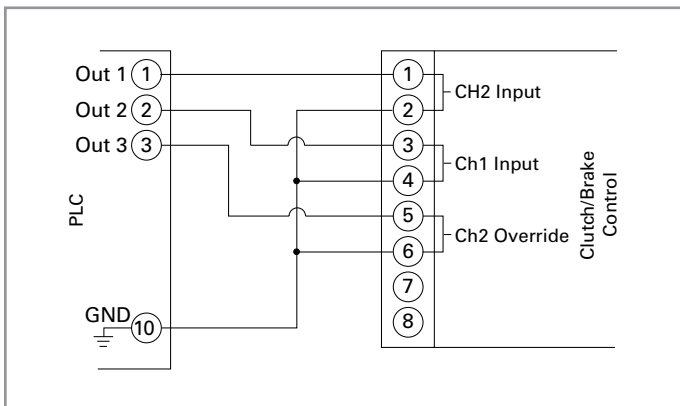 Out 1 1
Out 2 2
Out 3 3
PLC
GND 10
1
2
CH2 Input
3
4
Ch1 Input
5
6
Ch2 Override
7
8
Clutch/Brake
Control